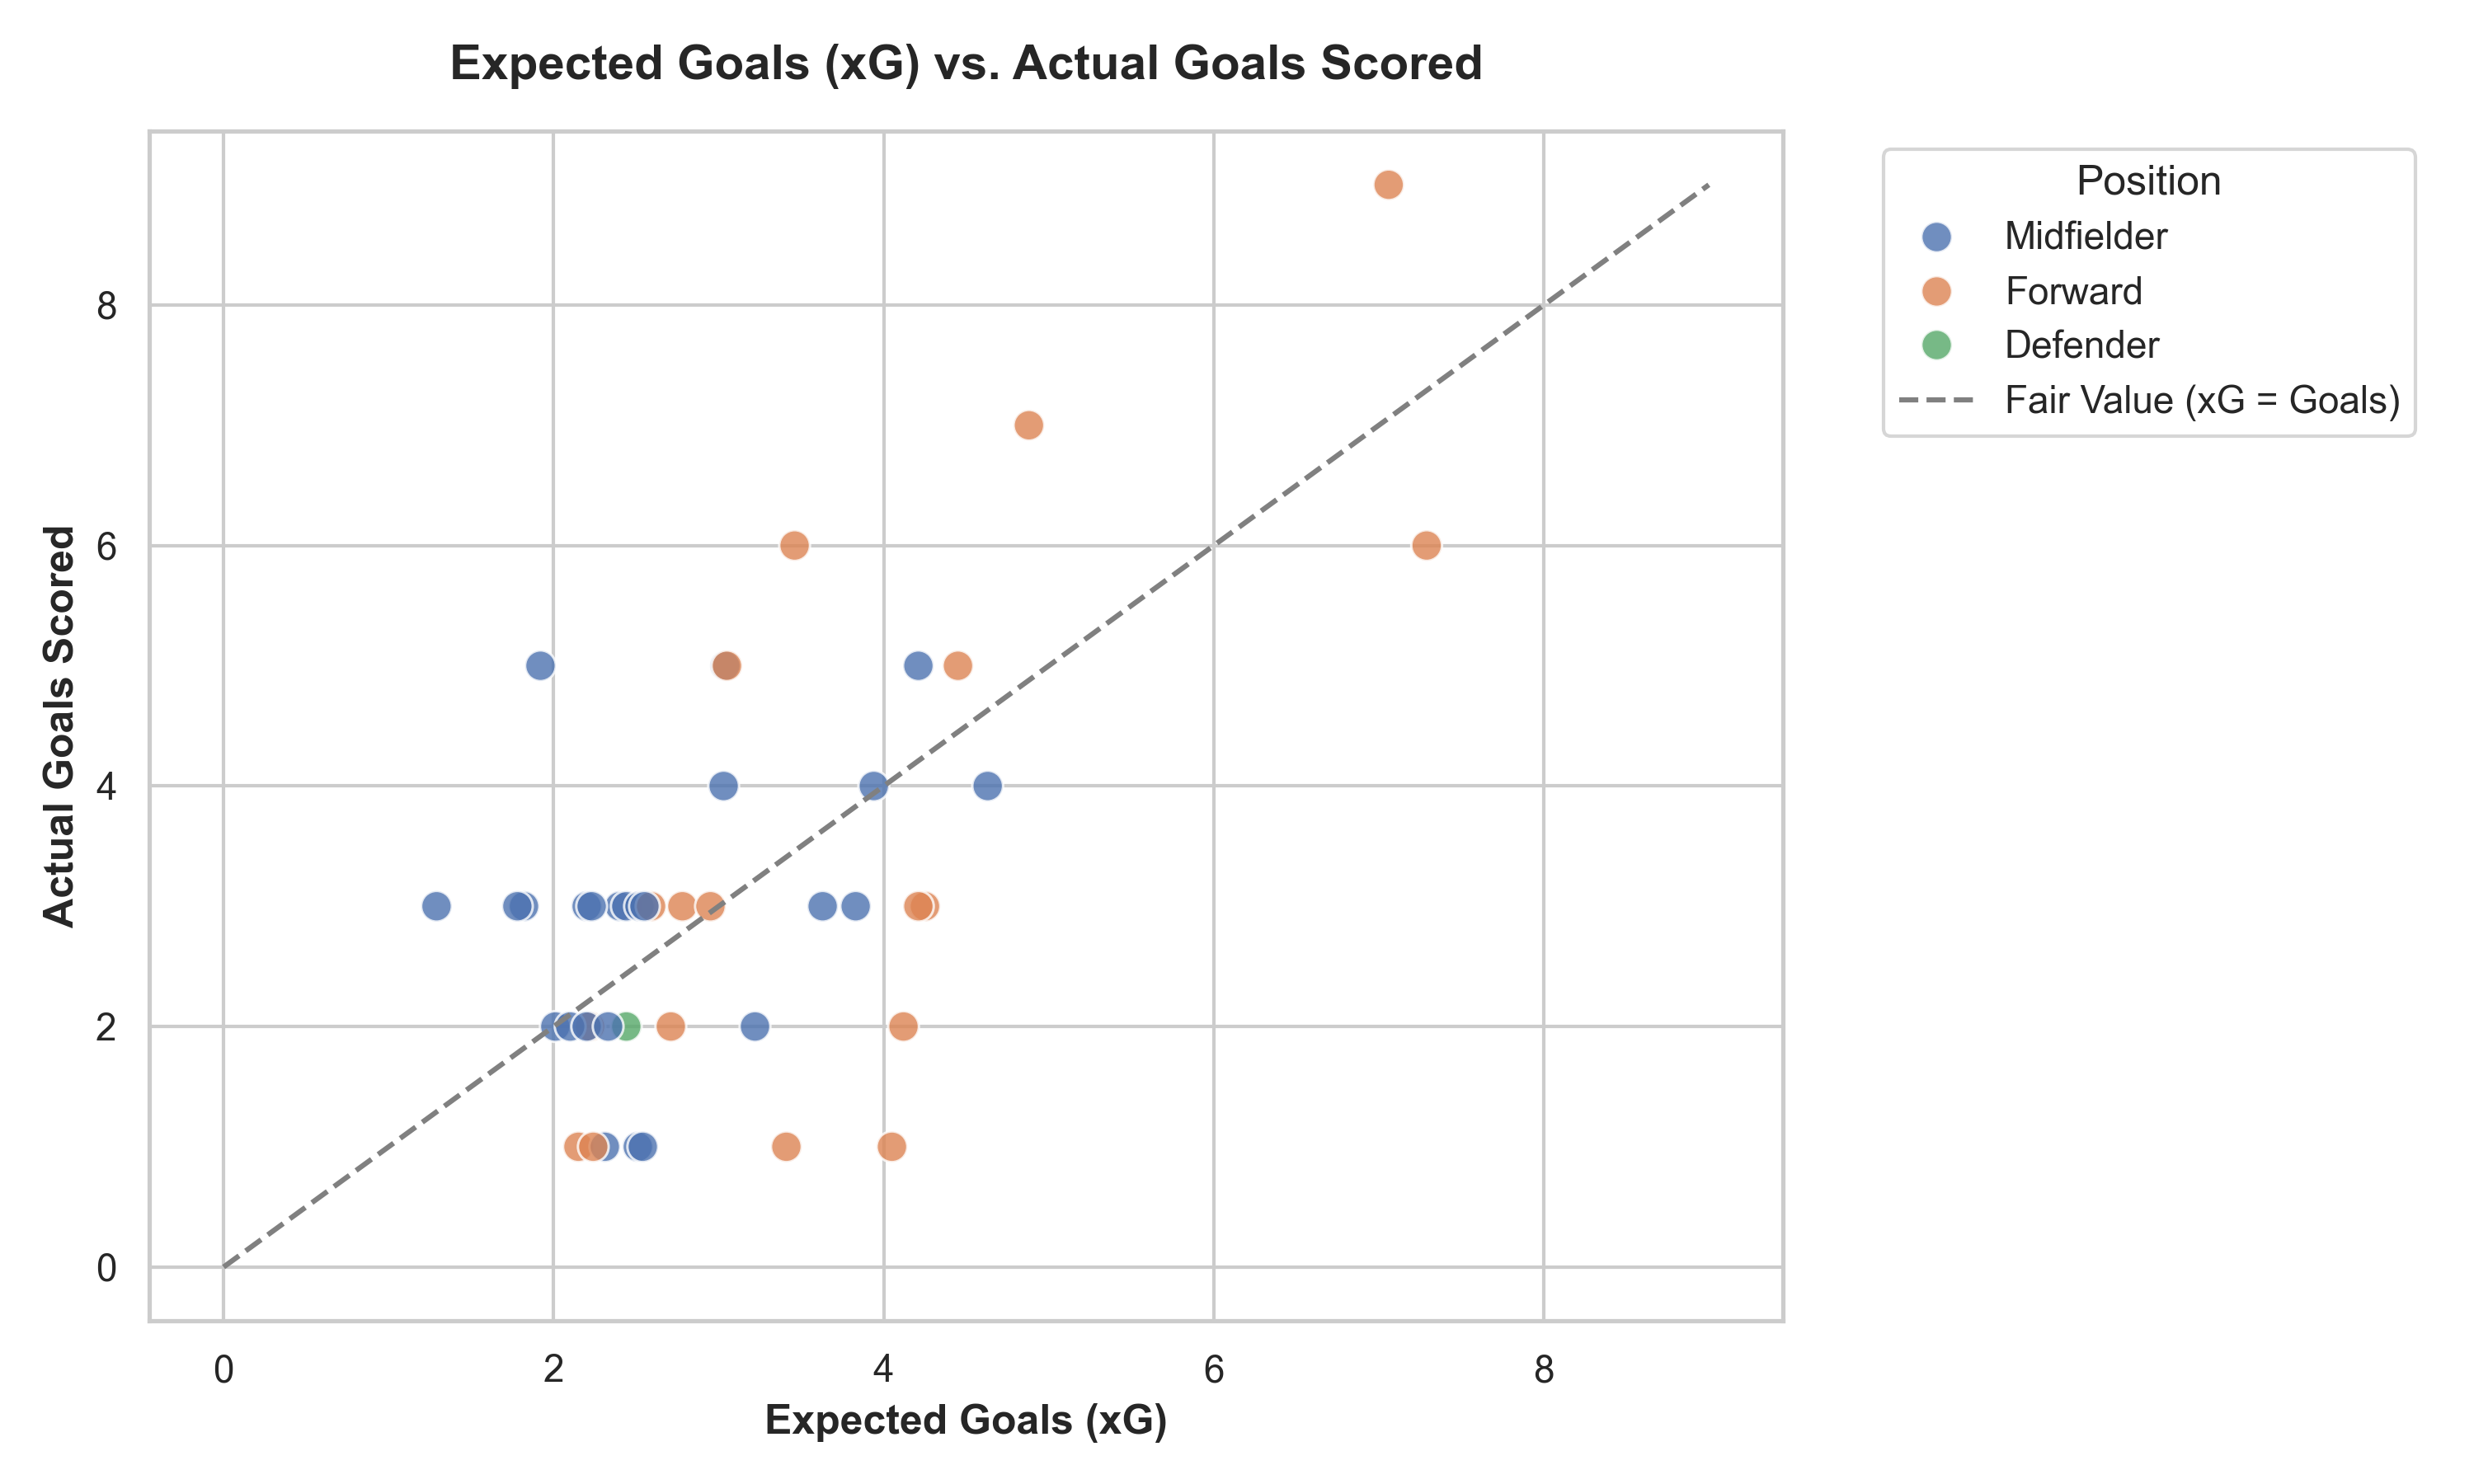 Expected Goals (xG) vs. Actual Goals Scored
Position
Midfielder
Forward
Defender
Fair Value (xG = Goals)
Actual Goals Scored
8
6
4
2
0
0 2 4 6 8
Expected Goals (xG)